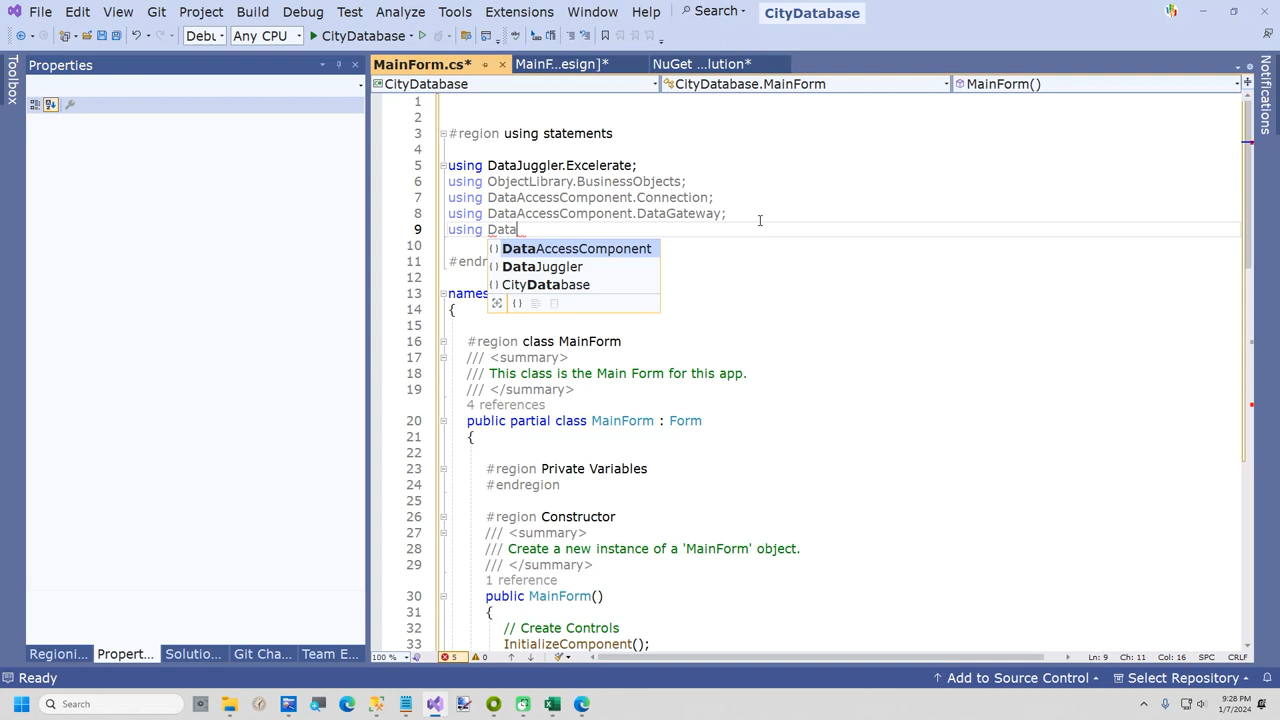 File Edit View Git Project Build Debug Test Analyze Tools Extensions Window Help Search CityDatabase
Debu Any CPU CityDatabase
Toolbox
Properties
MainForm.cs* MainF...esign]* NuGet ...lution*
CityDatabase CityDatabase.MainForm MainForm()
Notifications
1
2
3 #region using statements
4
5 using DataJuggler.Excelerate;
6 using ObjectLibrary.BusinessObjects;
7 using DataAccessComponent.Connection;
8 using DataAccessComponent.DataGateway;
9 using Data
10 DataAccessComponent
11 #endr DataJuggler
12 CityDatabase
13 names
14 {
15
16 #region class MainForm
17 /// <summary>
18 /// This class is the Main Form for this app.
19 /// </summary>
4 references
20 public partial class MainForm : Form
21 {
22
23 #region Private Variables
24 #endregion
25
26 #region Constructor
27 /// <summary>
28 /// Create a new instance of a 'MainForm' object.
29 /// </summary>
1 reference
30 public MainForm()
31 {
32 // Create Controls
33 InitializeComponent();
Regioni... Propert... Solutio... Git Cha... Team E...
100 % 5 0 Ln: 9 Ch: 11 Col: 16 SPC CRLF
Ready Add to Source Control Select Repository
Search 9:28 PM
1/7/2024